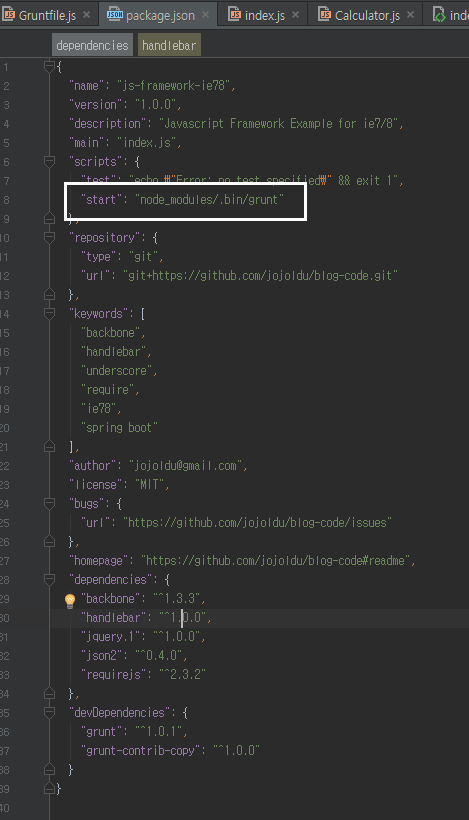 Gruntfile.js × package.json × index.js × Calculator.js × inde
dependencies handlebar
1 {
2 "name": "js-framework-ie78",
3 "version": "1.0.0",
4 "description": "Javascript Framework Example for ie7/8",
5 "main": "index.js",
6 "scripts": {
7 "test": "echo ₩"Error: no test specified₩" && exit 1",
8 "start": "node_modules/.bin/grunt"
9 },
10 "repository": {
11 "type": "git",
12 "url": "git+https://github.com/jojoldu/blog-code.git"
13 },
14 "keywords": [
15 "backbone",
16 "handlebar",
17 "underscore",
18 "require",
19 "ie78",
20 "spring boot"
21 ],
22 "author": "jojoldu@gmail.com",
23 "license": "MIT",
24 "bugs": {
25 "url": "https://github.com/jojoldu/blog-code/issues"
26 },
27 "homepage": "https://github.com/jojoldu/blog-code#readme",
28 "dependencies": {
29 "backbone": "^1.3.3",
30 "handlebar": "^1.0.0",
31 "jquery.1": "^1.0.0",
32 "json2": "^0.4.0",
33 "requirejs": "^2.3.2"
34 },
35 "devDependencies": {
36 "grunt": "^1.0.1",
37 "grunt-contrib-copy": "^1.0.0"
38 }
39 }
40